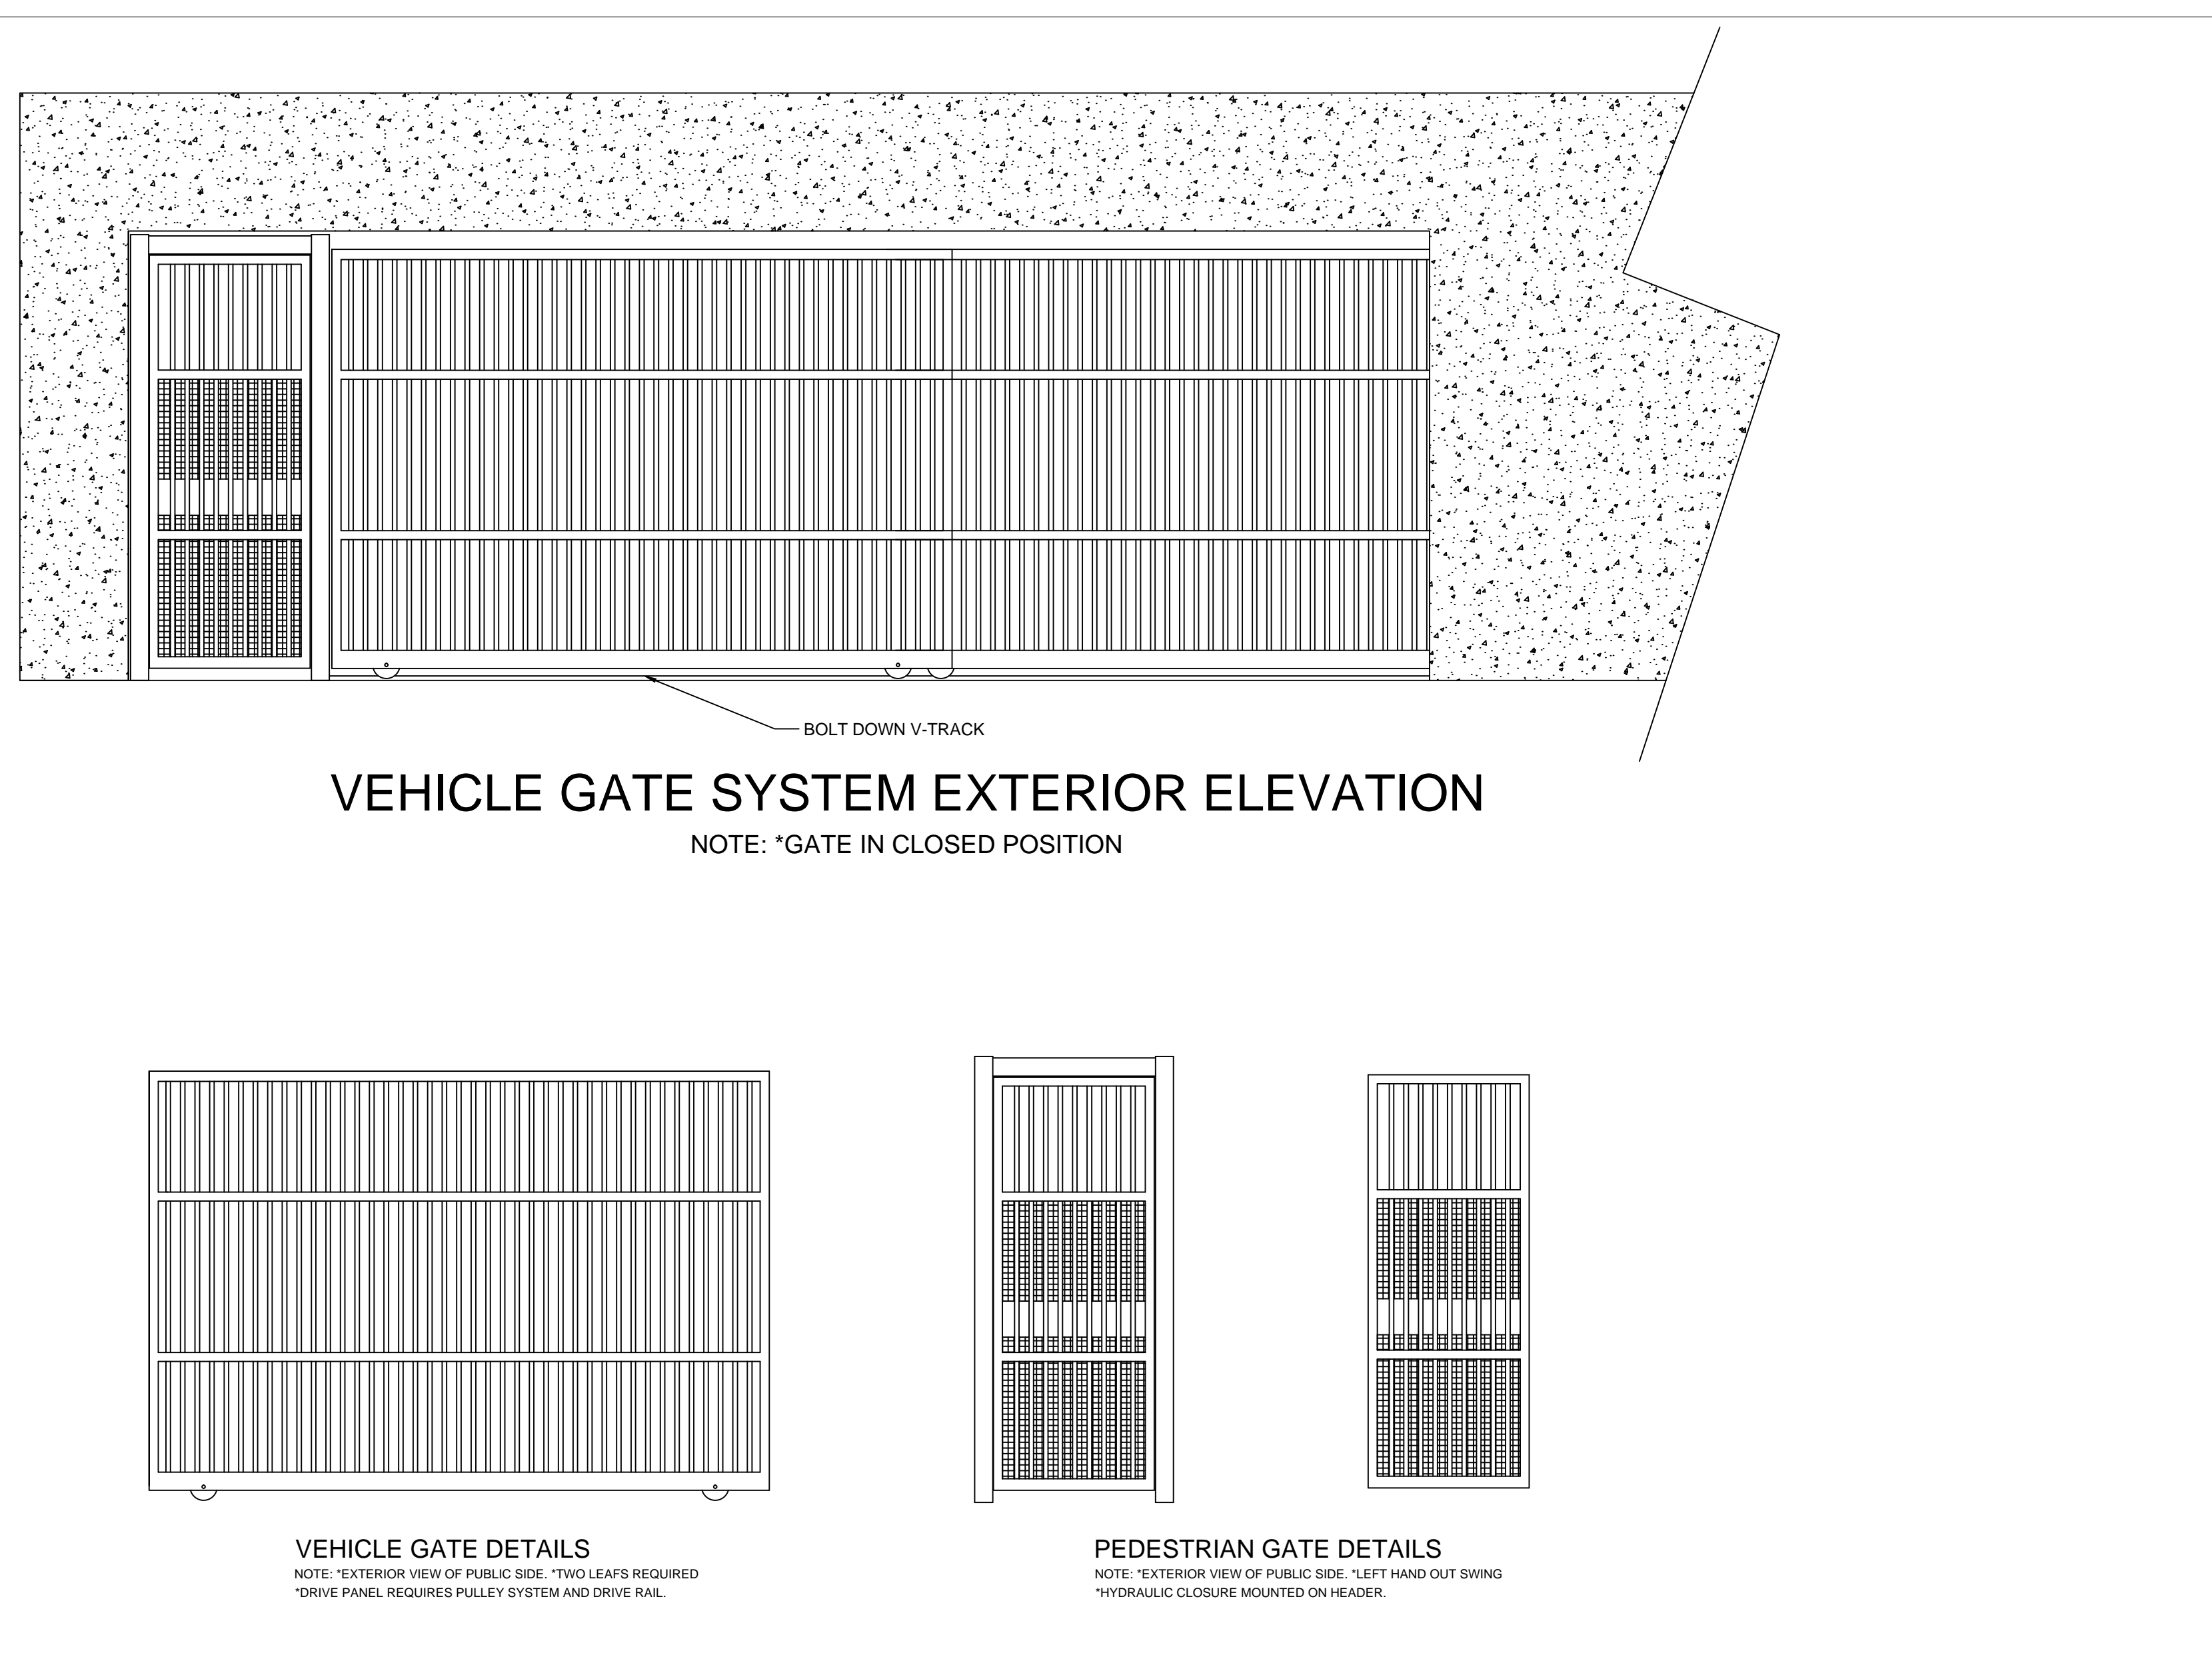 BOLT DOWN V-TRACK
VEHICLE GATE SYSTEM EXTERIOR ELEVATION
NOTE: *GATE IN CLOSED POSITION
VEHICLE GATE DETAILS
NOTE: *EXTERIOR VIEW OF PUBLIC SIDE. *TWO LEAFS REQUIRED
*DRIVE PANEL REQUIRES PULLEY SYSTEM AND DRIVE RAIL.
PEDESTRIAN GATE DETAILS
NOTE: *EXTERIOR VIEW OF PUBLIC SIDE. *LEFT HAND OUT SWING
*HYDRAULIC CLOSURE MOUNTED ON HEADER.